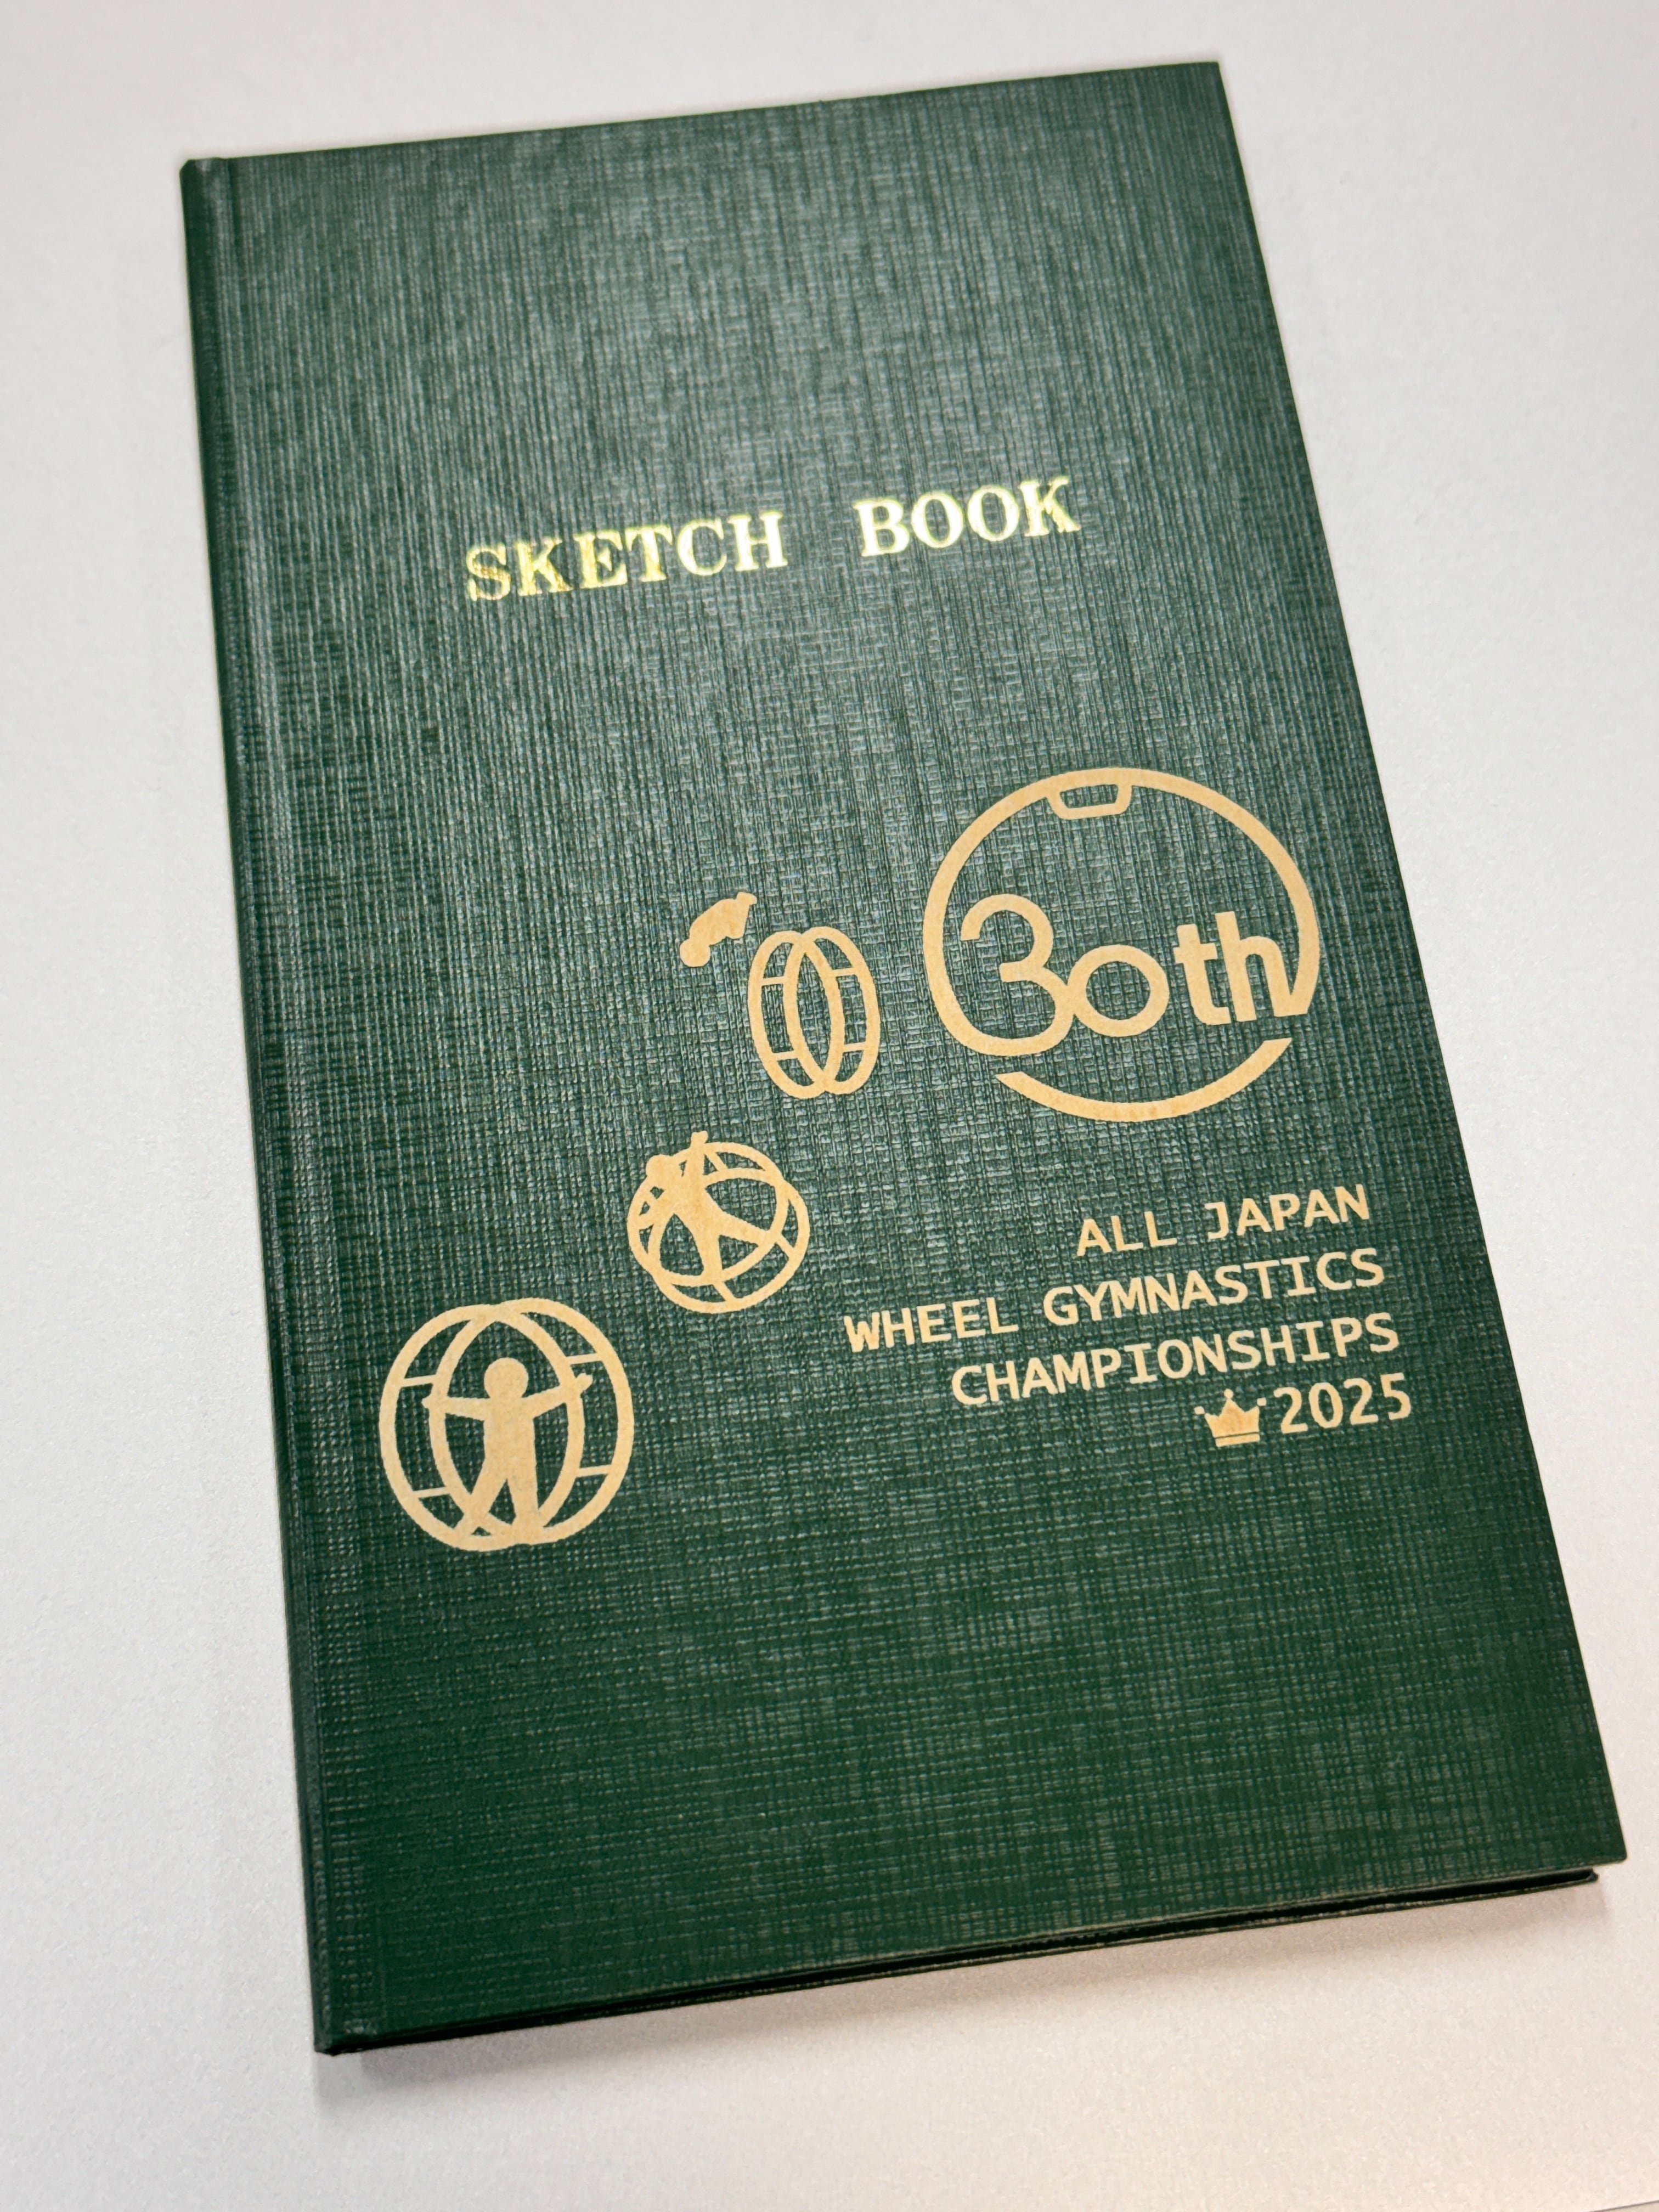 SKETCH BOOK
30th
ALL JAPAN
WHEEL GYMNASTICS
CHAMPIONSHIPS
2025